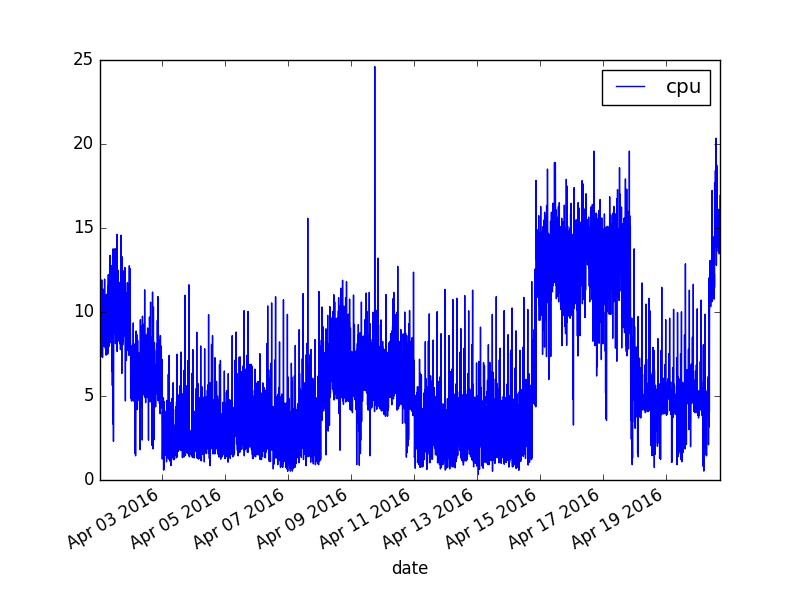 25
20
15
10
5
0
cpu
Apr 03 2016
Apr 05 2016
Apr 07 2016
Apr 09 2016
Apr 11 2016
Apr 13 2016
Apr 15 2016
Apr 17 2016
Apr 19 2016
date